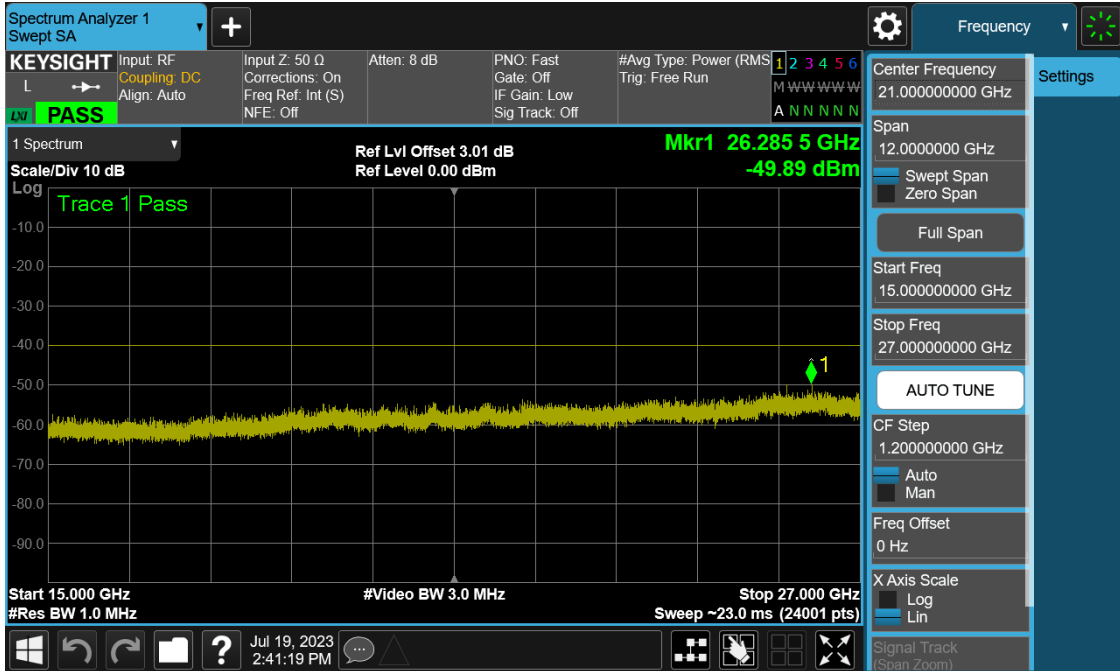 Spectrum Analyzer 1
Swept SA
Frequency
KEYSIGHT
L
LXI PASS
Input: RF
Coupling: DC
Align: Auto
Input Z: 50 Ω
Corrections: On
Freq Ref: Int (S)
NFE: Off
Atten: 8 dB
PNO: Fast
Gate: Off
IF Gain: Low
Sig Track: Off
#Avg Type: Power (RMS
Trig: Free Run
1 2 3 4 5 6
M W W W W W
A N N N N N
1 Spectrum
Scale/Div 10 dB
Ref Lvl Offset 3.01 dB
Ref Level 0.00 dBm
Mkr1 26.285 5 GHz
-49.89 dBm
Log
Trace 1 Pass
-10.0
-20.0
-30.0
-40.0
-50.0
-60.0
-70.0
-80.0
-90.0
1
Start 15.000 GHz
#Res BW 1.0 MHz
#Video BW 3.0 MHz
Stop 27.000 GHz
Sweep ~23.0 ms (24001 pts)
Jul 19, 2023
2:41:19 PM
Center Frequency
21.000000000 GHz
Settings
Span
12.0000000 GHz
Swept Span
Zero Span
Full Span
Start Freq
15.000000000 GHz
Stop Freq
27.000000000 GHz
AUTO TUNE
CF Step
1.200000000 GHz
Auto
Man
Freq Offset
0 Hz
X Axis Scale
Log
Lin
Signal Track
(Span Zoom)